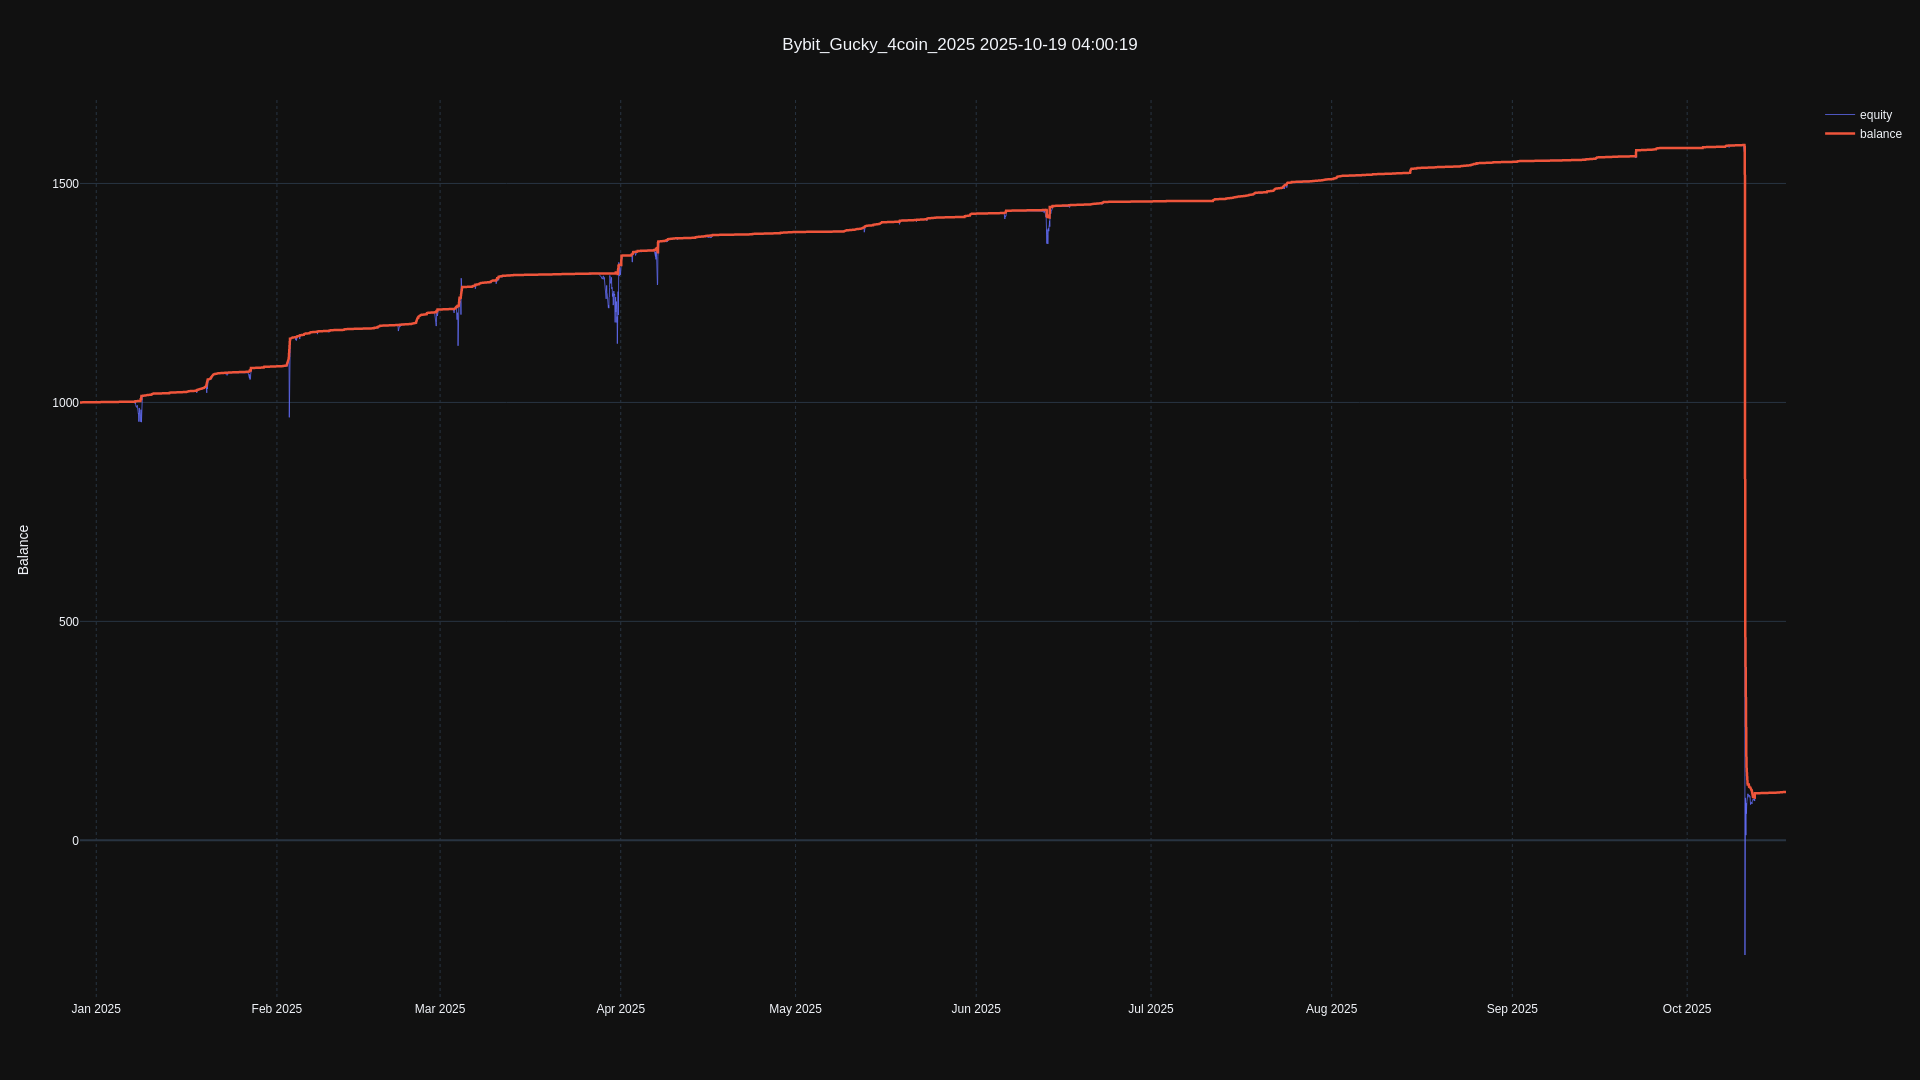 Bybit_Gucky_4coin_2025 2025-10-19 04:00:19
equity
balance
1500
1000
500
0
Balance
Jan 2025
Feb 2025
Mar 2025
Apr 2025
May 2025
Jun 2025
Jul 2025
Aug 2025
Sep 2025
Oct 2025